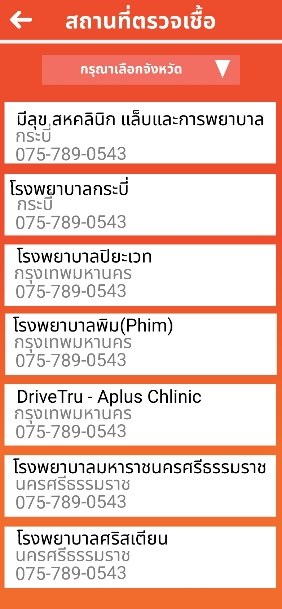 สถานที่ตรวจเชื้อ
กรุณาเลือกจังหวัด
มีสุข สหคลินิก แล็บและการพยาบาล
กระบี่
075-789-0543
โรงพยาบาลกระบี่
กระบี่
075-789-0543
โรงพยาบาลปิยะเวท
กรุงเทพมหานคร
075-789-0543
โรงพยาบาลพิม(Phim)
กรุงเทพมหานคร
075-789-0543
DriveTru - Aplus Chlinic
กรุงเทพมหานคร
075-789-0543
โรงพยาบาลมหาราชนครศรีธรรมราช
นครศรีธรรมราช
075-789-0543
โรงพยาบาลคริสเตียน
นครศรีธรรมราช
075-789-0543